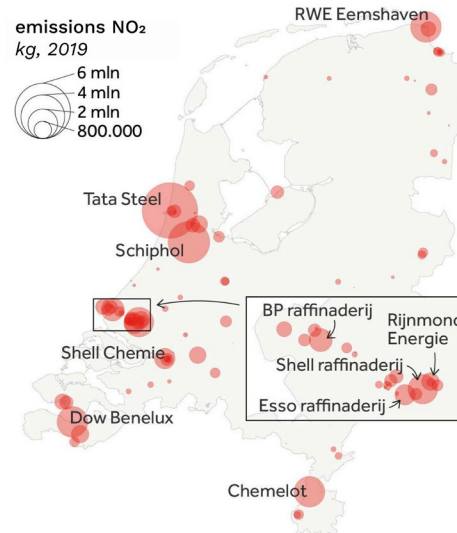 emissions NO₂
kg, 2019
6 mln
4 mln
2 mln
800.000
RWE Eemshaven
Tata Steel
Schiphol
Shell Chemie
Dow Benelux
Chemelot
BP raffinaderij
Rijnmond
Energie
Shell raffinaderij
Esso raffinaderij